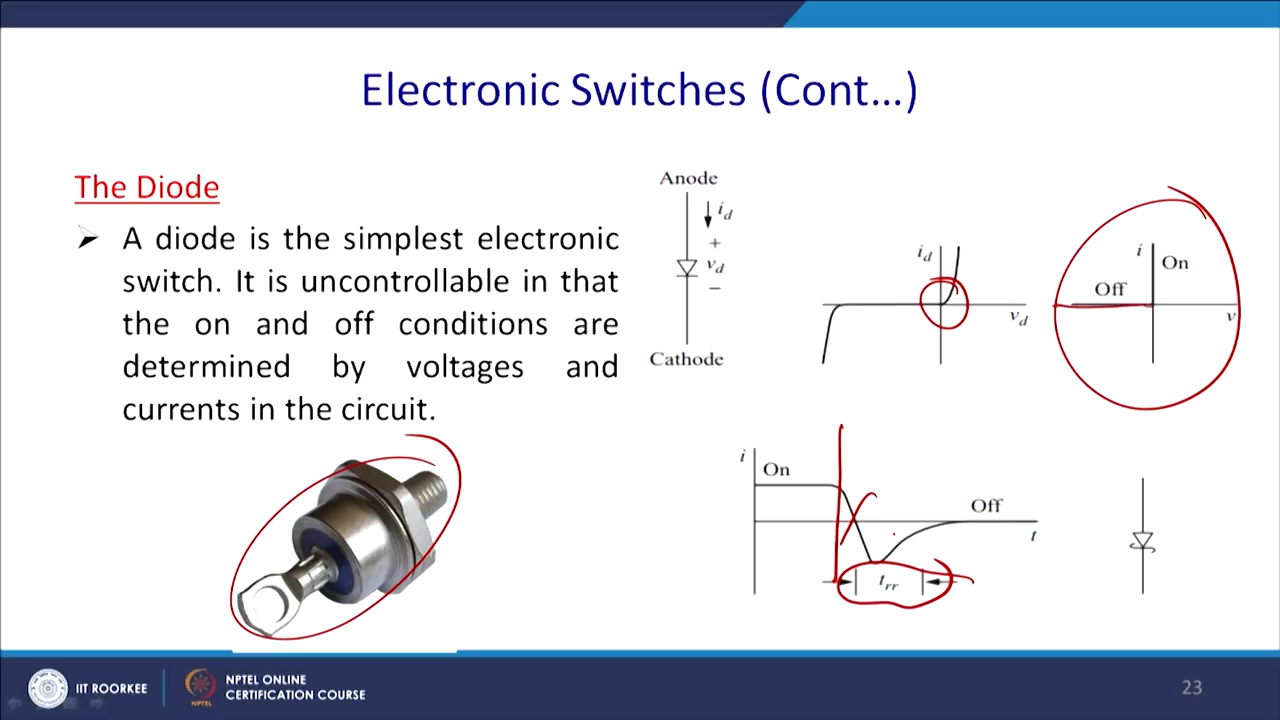 Electronic Switches (Cont...)
The Diode
A diode is the simplest electronic
switch. It is uncontrollable in that
the on and off conditions are
determined by voltages and
currents in the circuit.
Anode
i_d
+
v_d
−
Cathode
i_d
v_d
i
On
Off
v
i
On
Off
t
t_rr
IIT ROORKEE
NPTEL ONLINE
CERTIFICATION COURSE
NPTEL
23